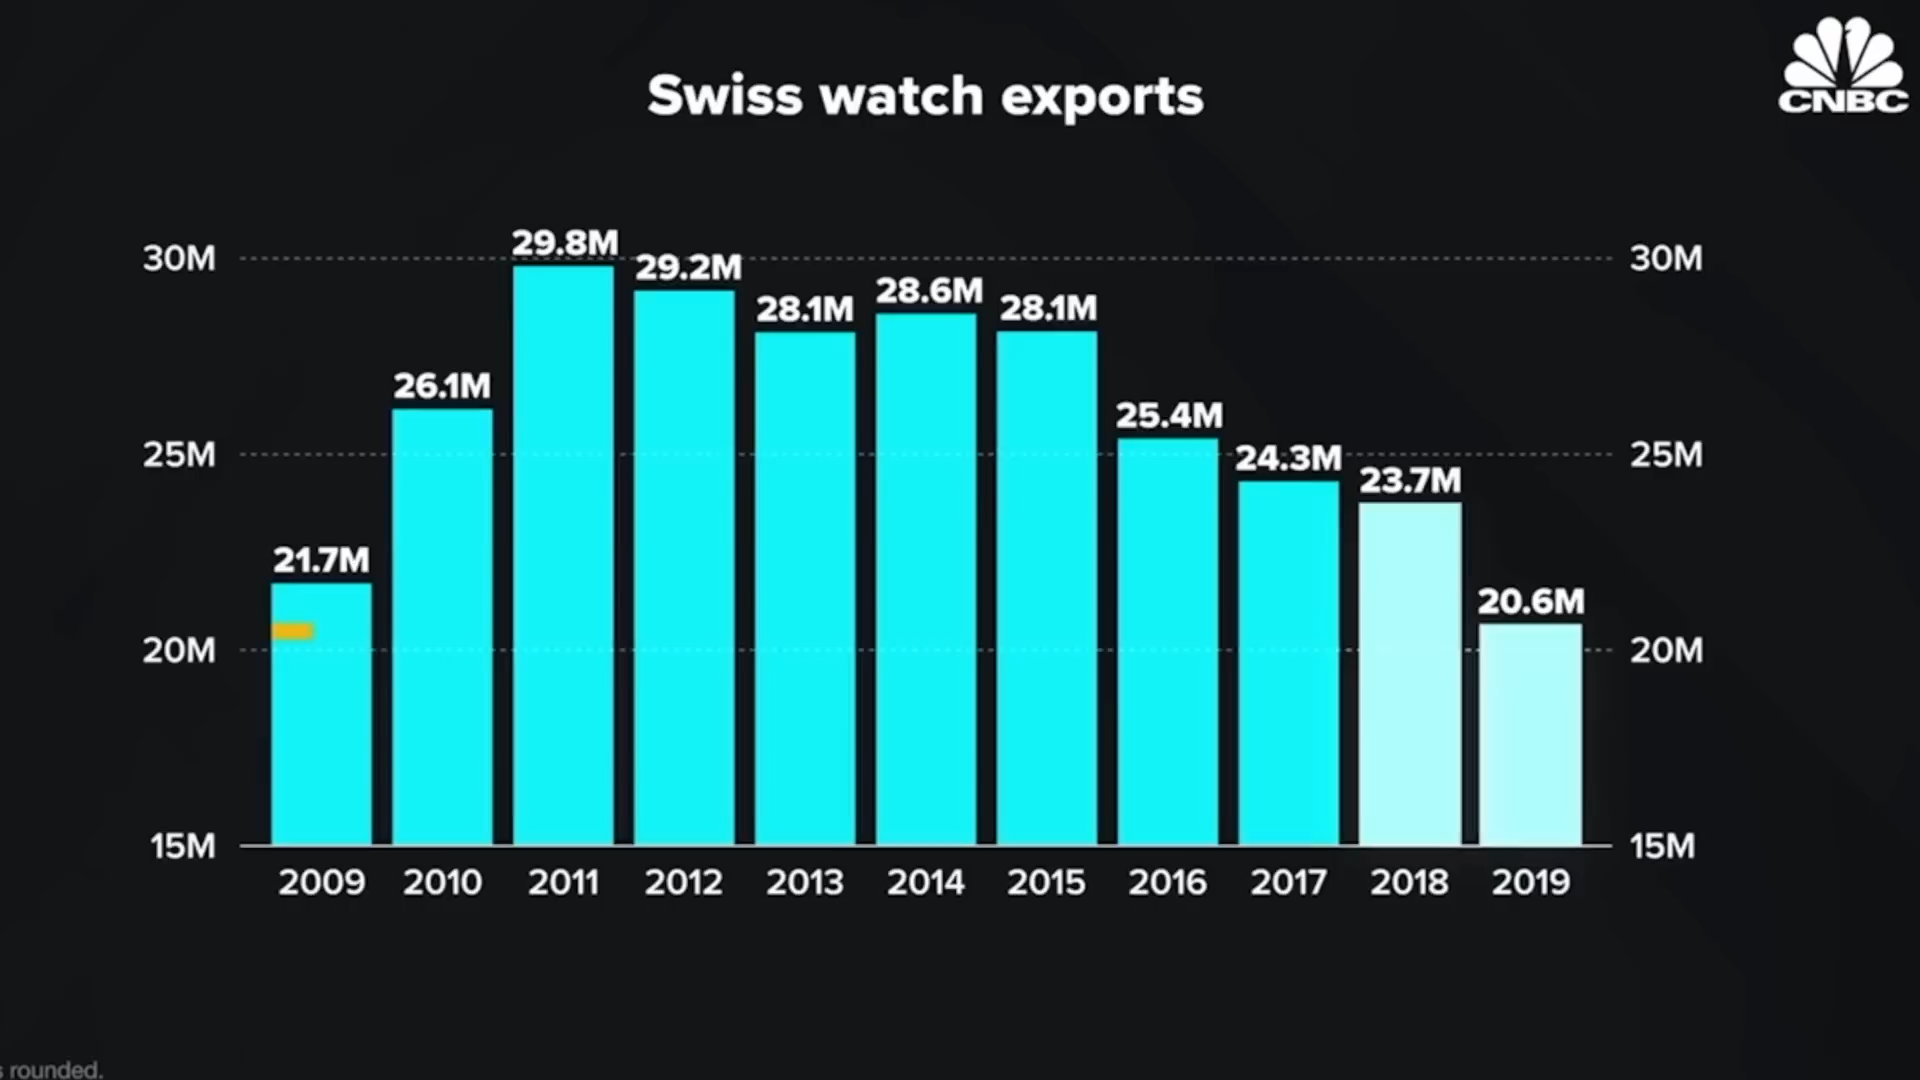 CNBC
Swiss watch exports
30M
25M
20M
15M
21.7M
26.1M
29.8M
29.2M
28.1M
28.6M
28.1M
25.4M
24.3M
23.7M
20.6M
30M
25M
20M
15M
2009 2010 2011 2012 2013 2014 2015 2016 2017 2018 2019
rounded.